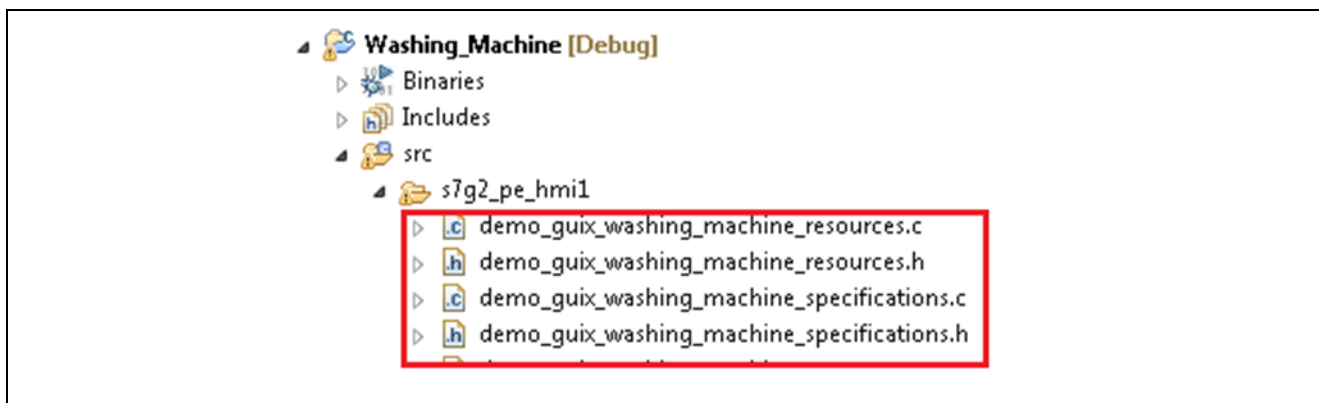 Washing_Machine [Debug]
Binaries
Includes
src
s7g2_pe_hmi1
demo_guix_washing_machine_resources.c
demo_guix_washing_machine_resources.h
demo_guix_washing_machine_specifications.c
demo_guix_washing_machine_specifications.h